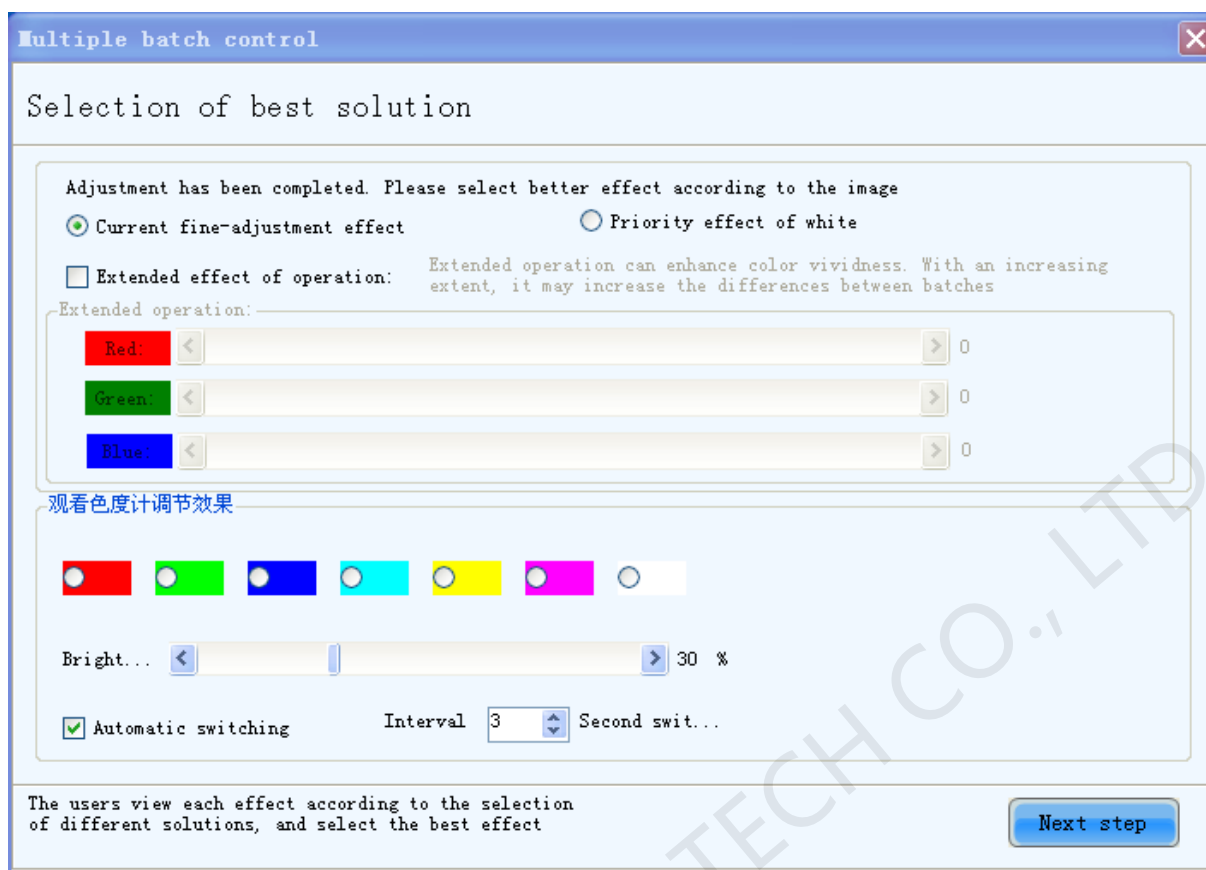 Multiple batch control
Selection of best solution
Adjustment has been completed. Please select better effect according to the image
Current fine-adjustment effect
Priority effect of white
Extended effect of operation:
Extended operation can enhance color vividness. With an increasing
extent, it may increase the differences between batches
Extended operation:
Red: 0
Green: 0
Blue: 0
观看色度计调节效果
Bright... 30 %
Automatic switching
Interval 3 Second swit...
The users view each effect according to the selection
of different solutions, and select the best effect
Next step
TECH CO., LTD